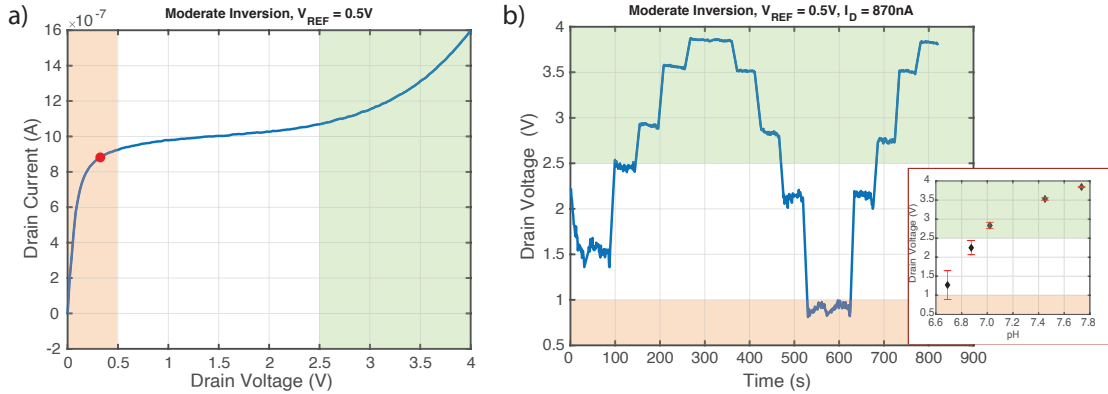 a)
Moderate Inversion, V_REF = 0.5V
×10^-7
16
14
12
10
8
6
4
2
0
-2
Drain Current (A)
0 0.5 1 1.5 2 2.5 3 3.5 4
Drain Voltage (V)
b)
Moderate Inversion, V_REF = 0.5V, I_D = 870nA
4
3.5
3
2.5
2
1.5
1
0.5
Drain Voltage (V)
0 100 200 300 400 500 600 700 800 900
Time (s)
4
3.5
3
2.5
2
1.5
1
0.5
Drain Voltage (V)
6.6 6.8 7.0 7.2 7.4 7.6 7.8
pH